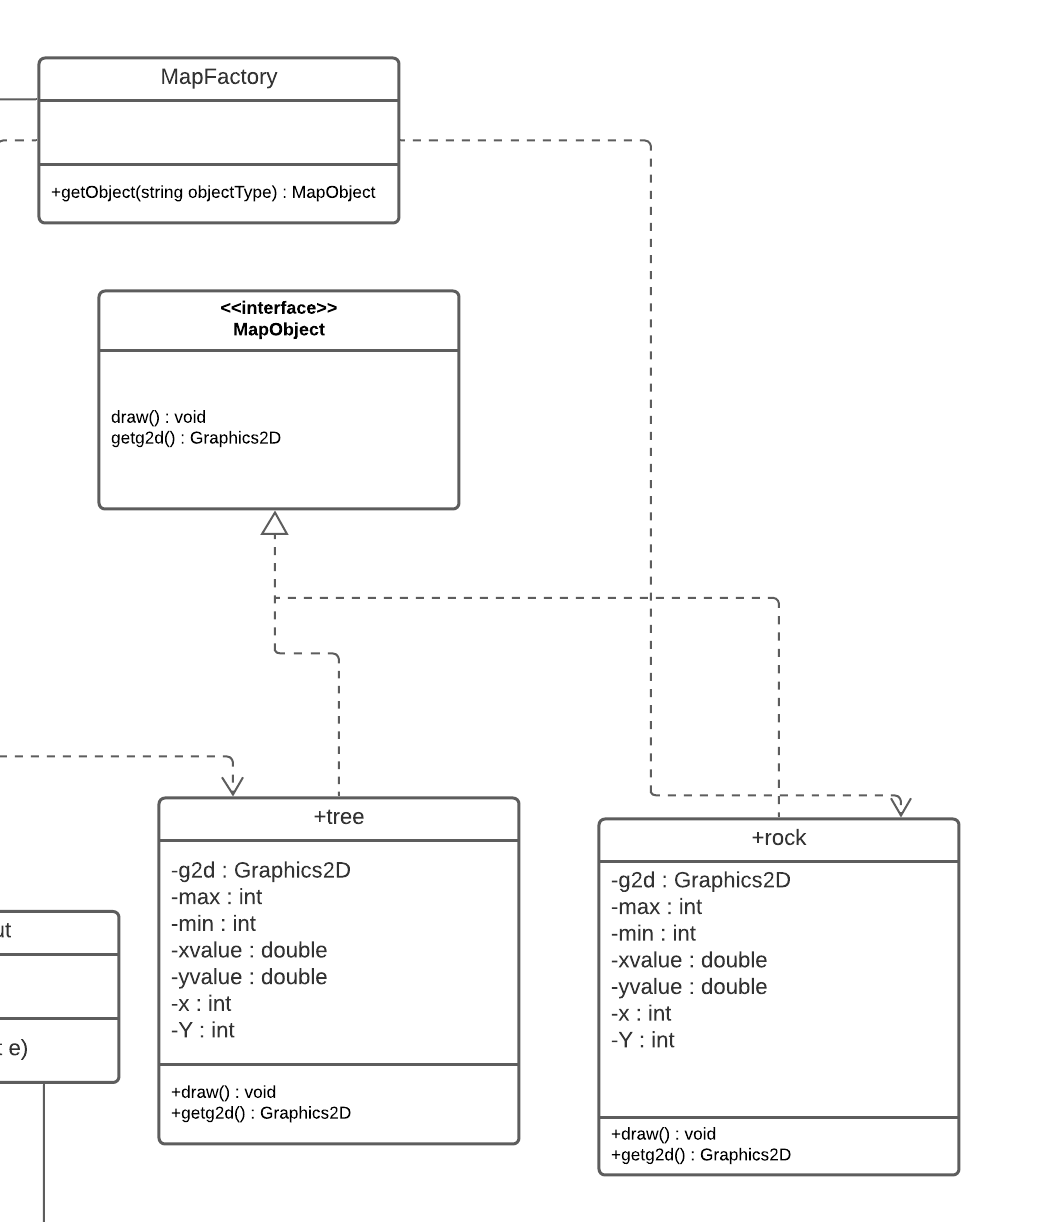 MapFactory
+getObject(string objectType) : MapObject
<<interface>>
MapObject
draw() : void
getg2d() : Graphics2D
+tree
-g2d : Graphics2D
-max : int
-min : int
-xvalue : double
-yvalue : double
-x : int
-Y : int
+draw() : void
+getg2d() : Graphics2D
+rock
-g2d : Graphics2D
-max : int
-min : int
-xvalue : double
-yvalue : double
-x : int
-Y : int
+draw() : void
+getg2d() : Graphics2D
e)